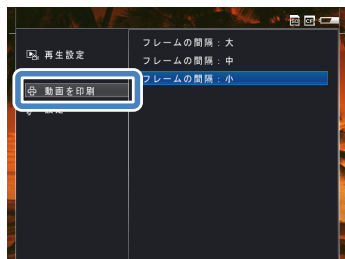 再生設定
動画を印刷
フレームの間隔：大
フレームの間隔：中
フレームの間隔：小